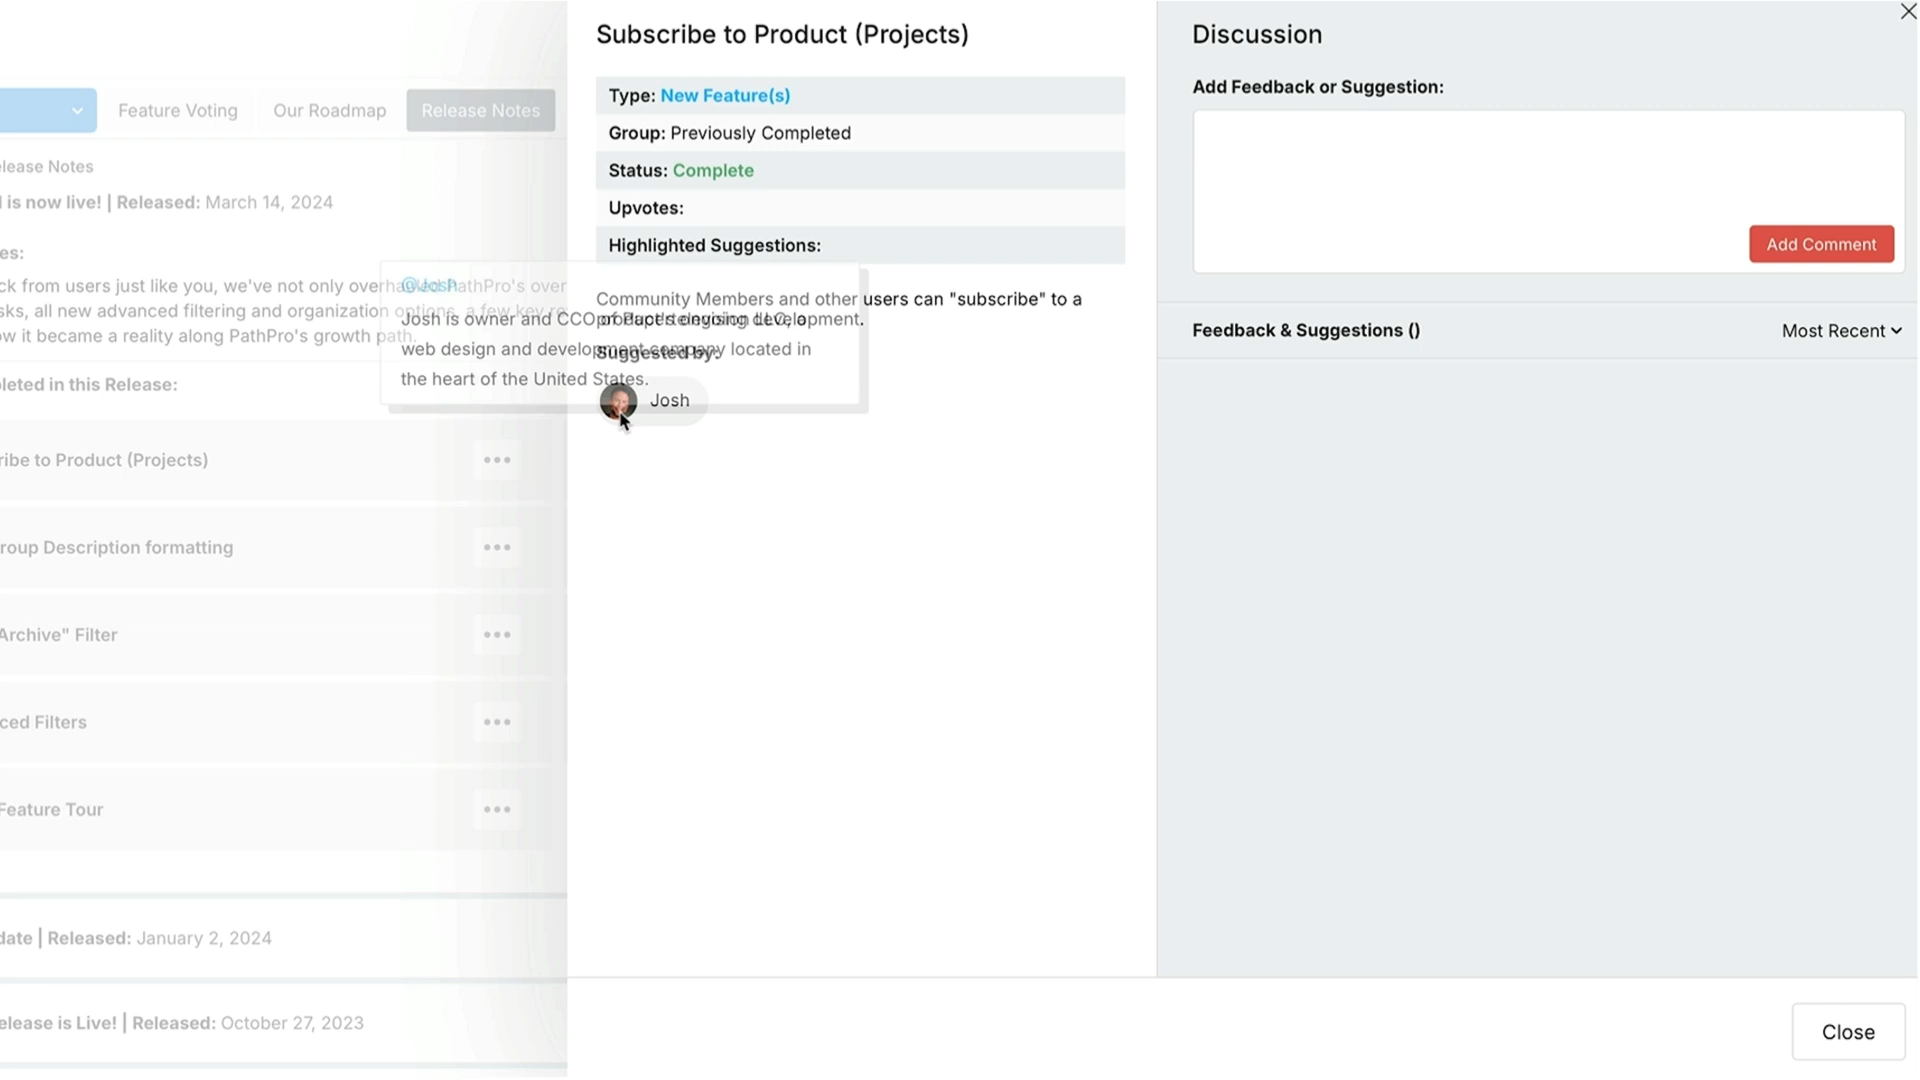 Subscribe to Product (Projects)
Type: New Feature(s)
Group: Previously Completed
Status: Complete
Upvotes:
Highlighted Suggestions:
Community Members and other users can "subscribe" to a
product's ongoing development.
Suggested by:
Josh
@Josh
Josh is owner and CCO of
web design and development company located in
the heart of the United States.
Discussion
Add Feedback or Suggestion:
Add Comment
Feedback & Suggestions ()
Most Recent
Close
Feature Voting
Our Roadmap
Release Notes
elease Notes
is now live! | Released: March 14, 2024
es:
ck from users just like you, we've not only overhauled PathPro's over
sks, all new advanced filtering and organization options, a few key re
ow it became a reality along PathPro's growth path.
leted in this Release:
ribe to Product (Projects)
roup Description formatting
Archive" Filter
ced Filters
Feature Tour
date | Released: January 2, 2024
elease is Live! | Released: October 27, 2023